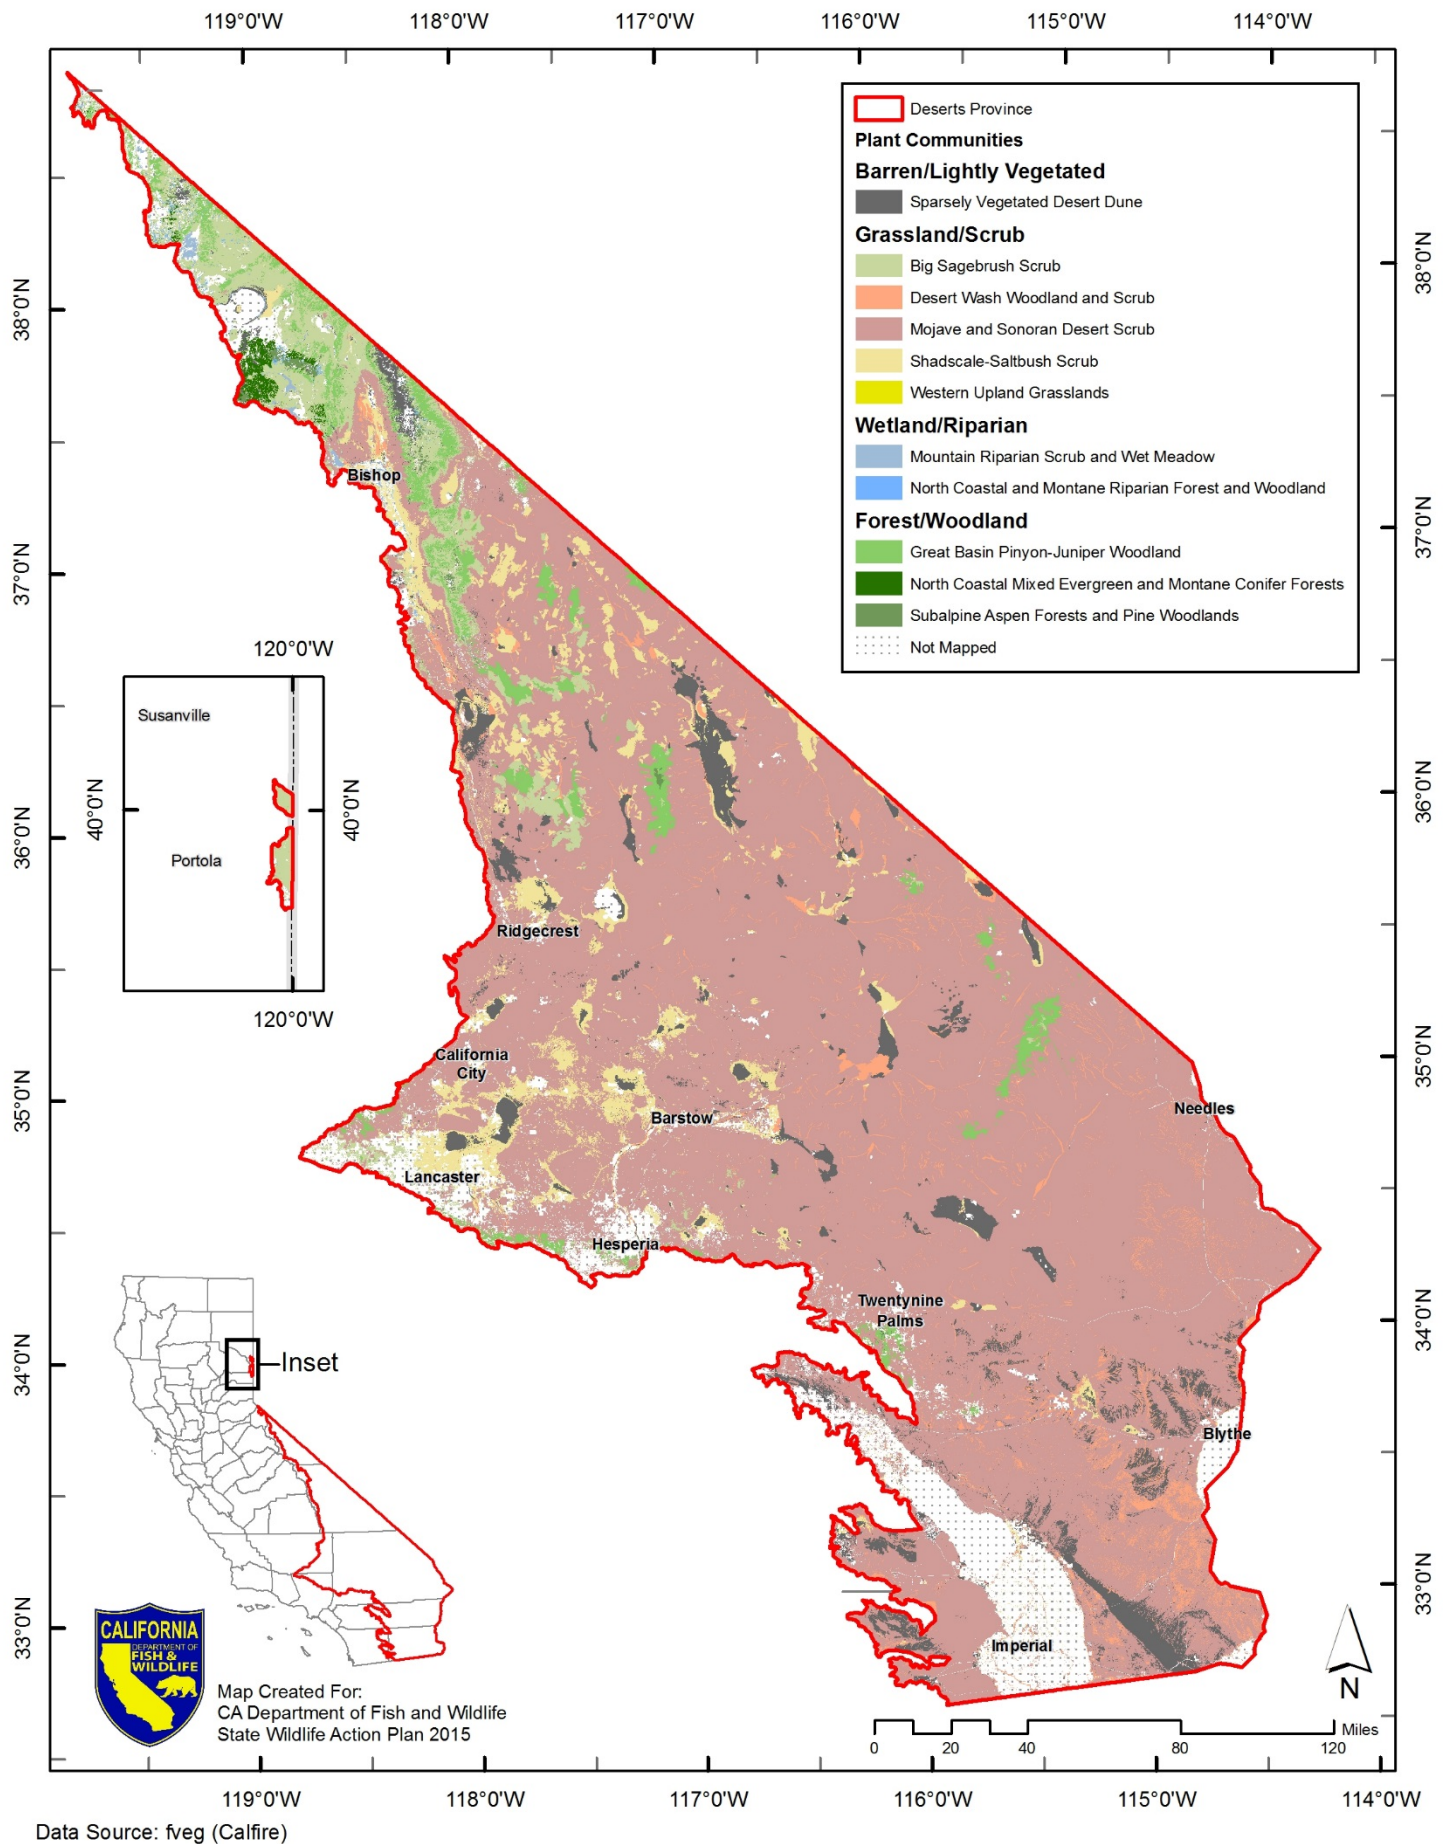 119°0'W 118°0'W 117°0'W 116°0'W 115°0'W 114°0'W
Deserts Province
Plant Communities
Barren/Lightly Vegetated
Sparsely Vegetated Desert Dune
Grassland/Scrub
Big Sagebrush Scrub
Desert Wash Woodland and Scrub
Mojave and Sonoran Desert Scrub
Shadscale-Saltbush Scrub
Western Upland Grasslands
Wetland/Riparian
Mountain Riparian Scrub and Wet Meadow
North Coastal and Montane Riparian Forest and Woodland
Forest/Woodland
Great Basin Pinyon-Juniper Woodland
North Coastal Mixed Evergreen and Montane Conifer Forests
Subalpine Aspen Forests and Pine Woodlands
Not Mapped
38°0'N
37°0'N
36°0'N
35°0'N
34°0'N
33°0'N
38°0'N
37°0'N
36°0'N
35°0'N
34°0'N
33°0'N
Bishop
Ridgecrest
California
City
Barstow
Needles
Lancaster
Hesperia
Twentynine
Palms
Blythe
Imperial
120°0'W
Susanville
40°0'N
40°0'N
Portola
120°0'W
Inset
CALIFORNIA
DEPARTMENT OF
FISH &
WILDLIFE
Map Created For:
CA Department of Fish and Wildlife
State Wildlife Action Plan 2015
N
Miles
0 20 40 80 120
119°0'W 118°0'W 117°0'W 116°0'W 115°0'W 114°0'W
Data Source: fveg (Calfire)